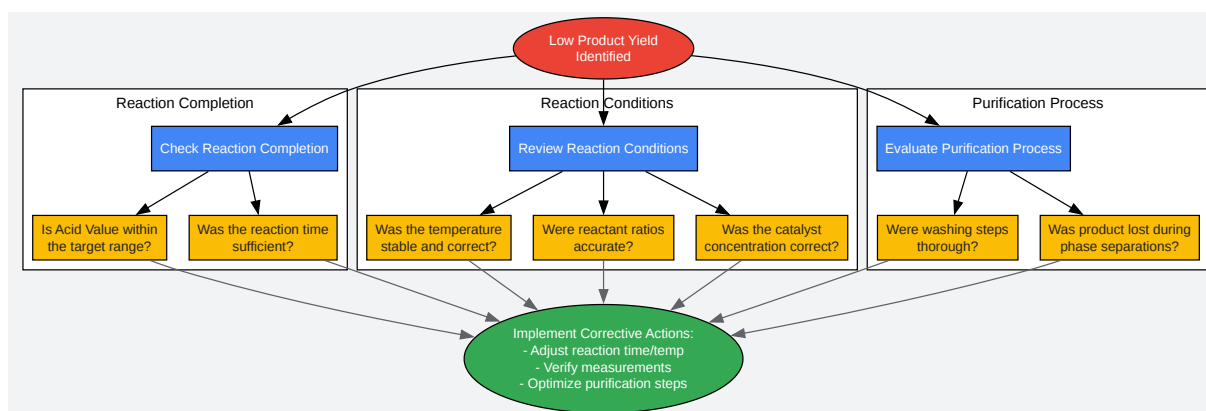 Low Product Yield
Identified
Reaction Completion
Reaction Conditions
Purification Process
Check Reaction Completion
Review Reaction Conditions
Evaluate Purification Process
Is Acid Value within
the target range?
Was the reaction time
sufficient?
Was the temperature
stable and correct?
Were reactant ratios
accurate?
Was the catalyst
concentration correct?
Were washing steps
thorough?
Was product lost during
phase separations?
Implement Corrective Actions:
- Adjust reaction time/temp
- Verify measurements
- Optimize purification steps